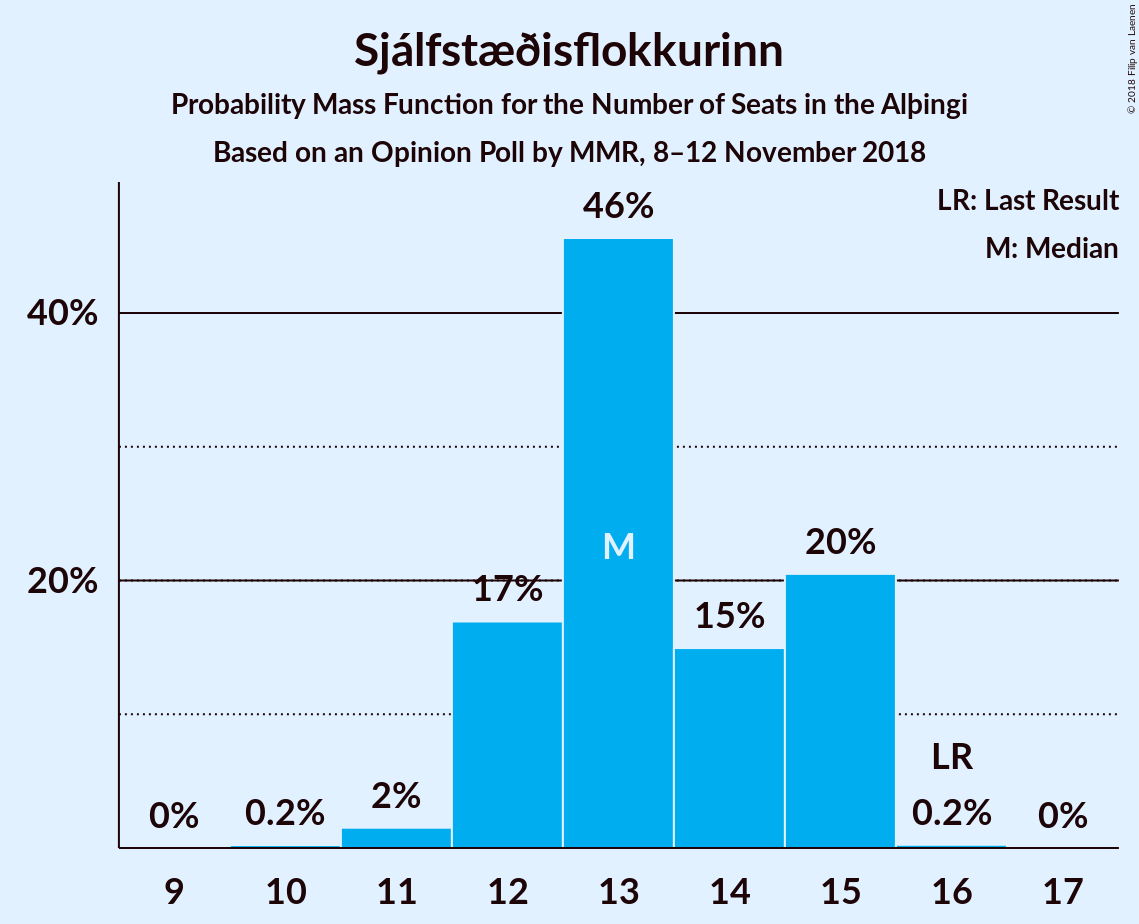 Sjálfstæðisflokkurinn
Probability Mass Function for the Number of Seats in the Alþingi
Based on an Opinion Poll by MMR, 8–12 November 2018
© 2018 Filip van Laenen
LR: Last Result
M: Median
46%
40%
20%
M
20%
17%
15%
LR
2%
0%
0.2%
0.2%
0%
9 10 11 12 13 14 15 16 17